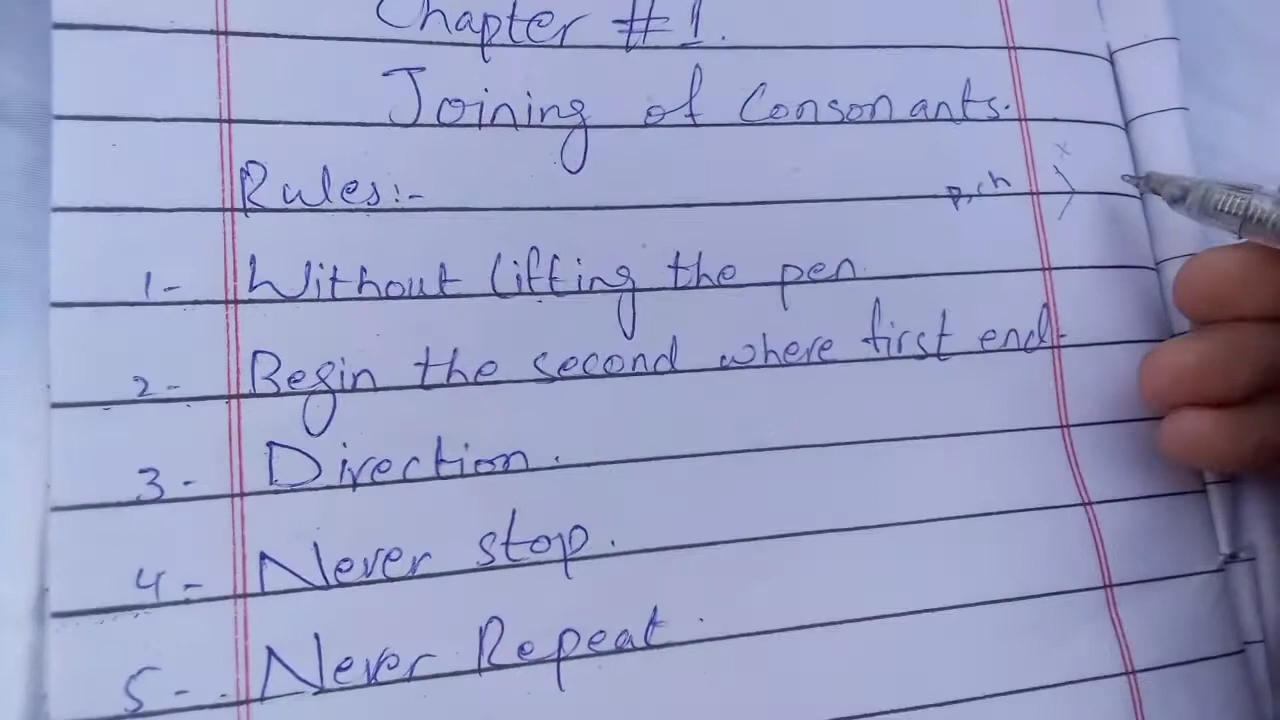 Chapter #1.
Joining of Consonants.
Rules:-
P, ch
1- Without lifting the pen.
2- Begin the second where first end.
3- Direction.
4- Never stop.
5- Never Repeat.